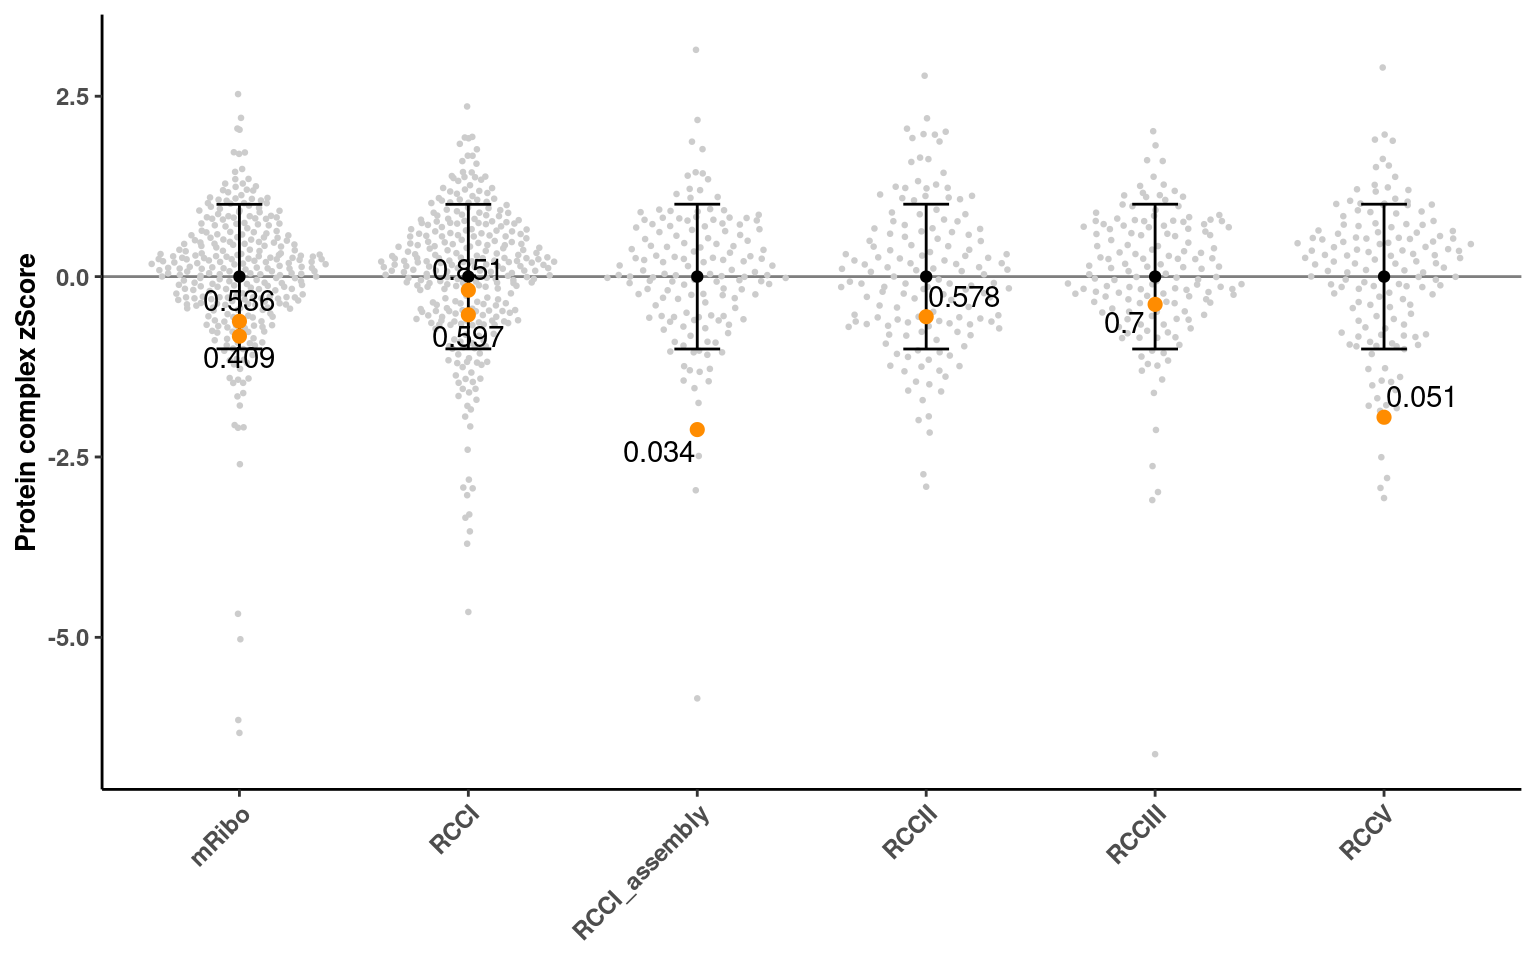 Protein complex zScore
2.5
0.0
-2.5
-5.0
0.851
0.536
0.578
0.7
0.597
0.409
0.051
0.034
mRibo
RCCI
RCCI_assembly
RCCII
RCCIII
RCCV